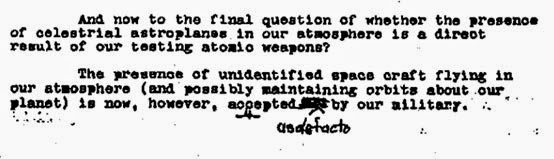 And now to the final question of whether the presence
of celestrial astroplanes in our atmosphere is a direct
result of our testing atomic weapons?
The presence of unidentified space craft flying in
our atmosphere (and possibly maintaining orbits about our
planet) is now, however, accepted by our military.
as defacto